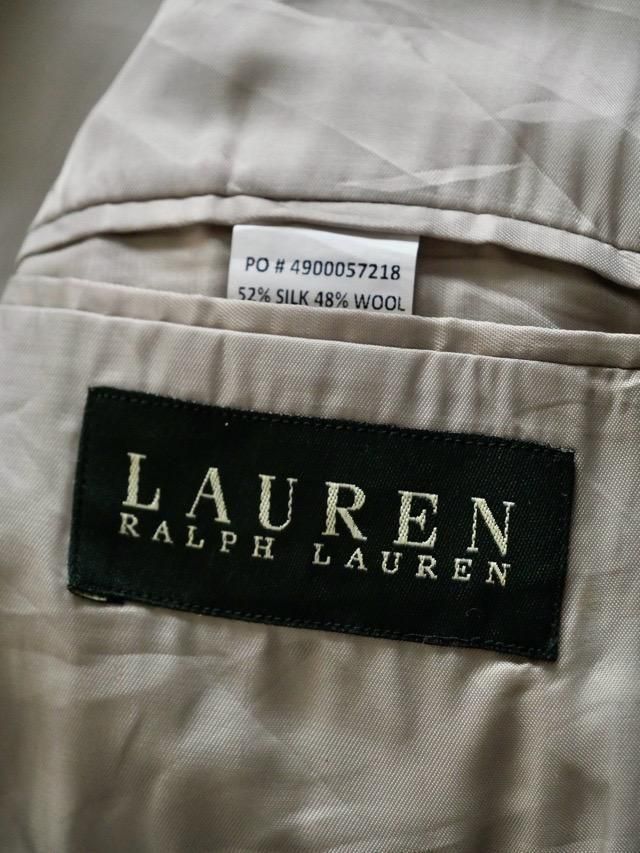 PO # 4900057218
52% SILK 48% WOOL
LAUREN
RALPH LAUREN